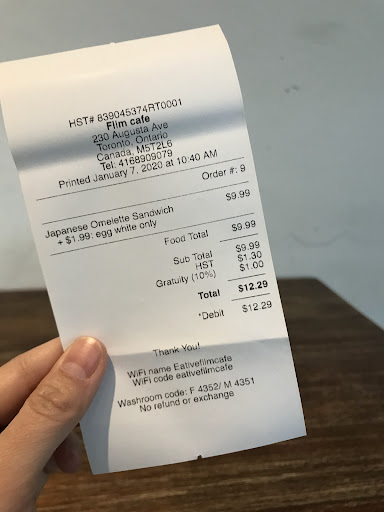 HST# 839045374RT0001
Flim cafe
230 Augusta Ave
Toronto, Ontario
Canada, M5T2L6
Tel: 4168909079
Printed January 7, 2020 at 10:40 AM
Order #: 9
Japanese Omelette Sandwich $9.99
+ $1.99: egg white only
Food Total $9.99
Sub Total $9.99
HST $1.30
Gratuity (10%) $1.00
Total $12.29
*Debit $12.29
Thank You!
WiFi name Eativefilmcafe
WiFi code eativefilmcafe
Washroom code: F 4352/ M 4351
No refund or exchange